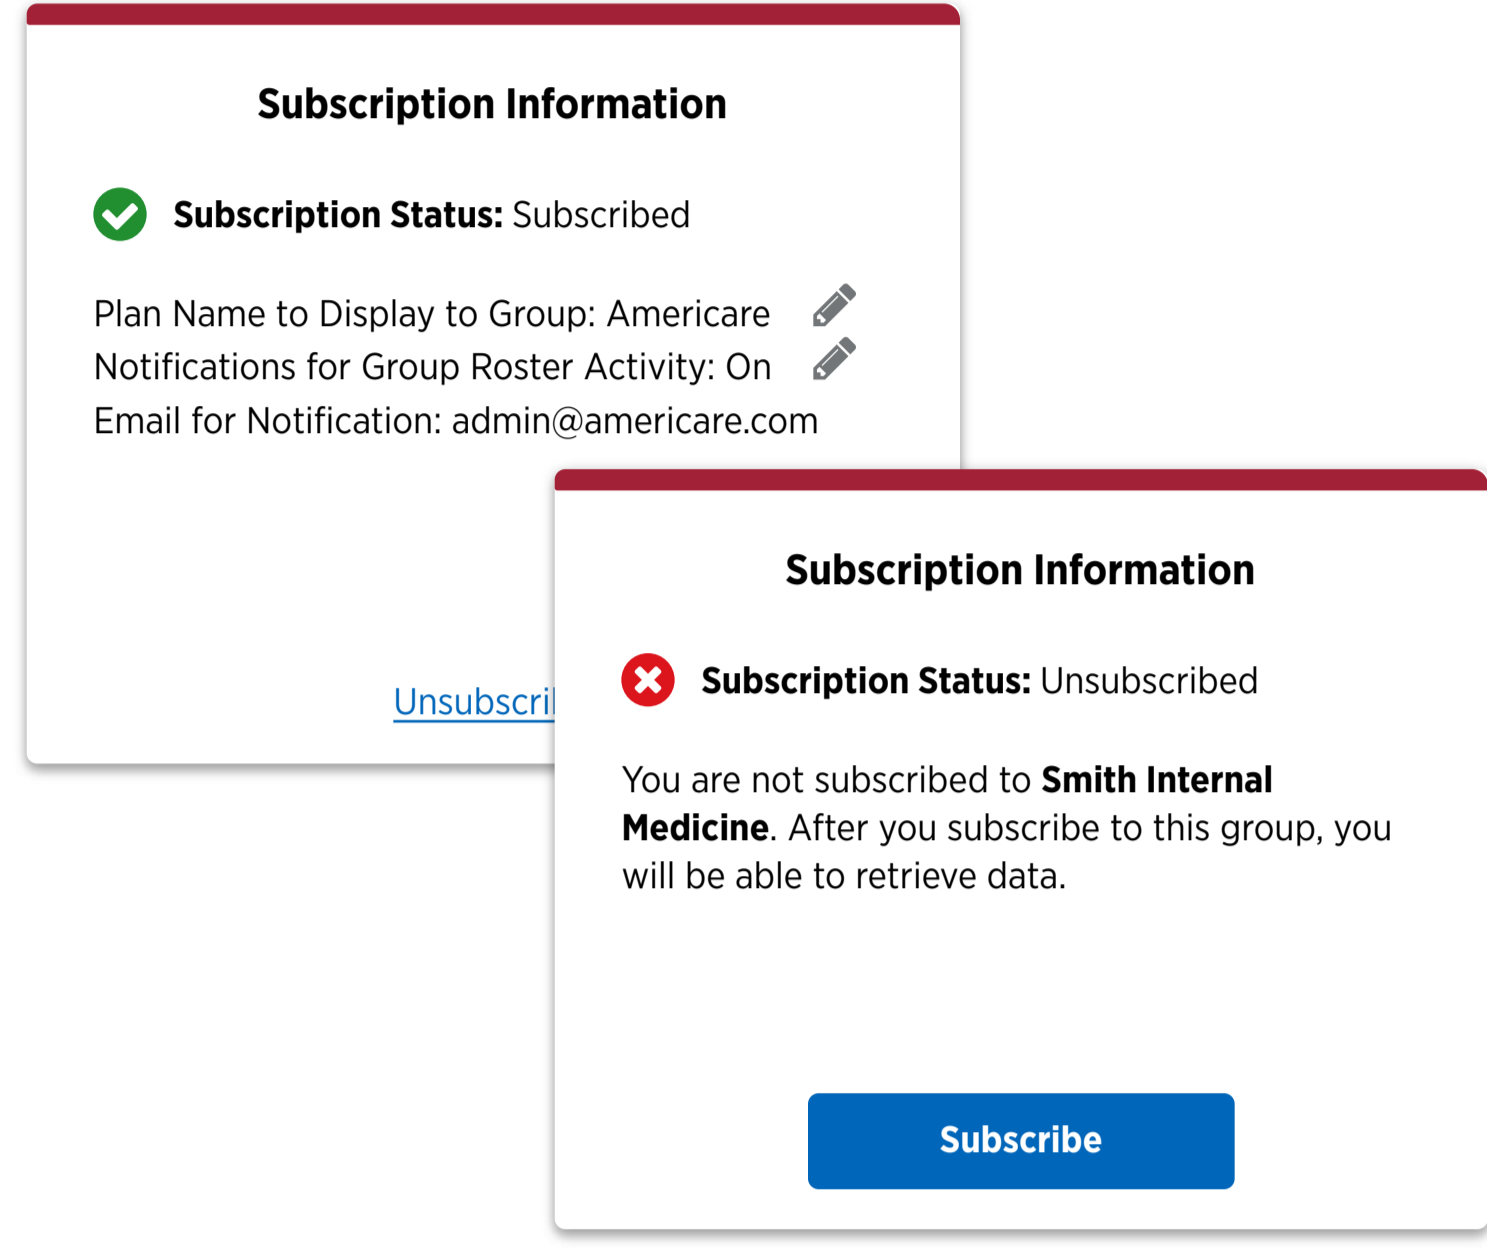 Subscription Information
Subscription Status: Subscribed
Plan Name to Display to Group: Americare
Notifications for Group Roster Activity: On
Email for Notification: admin@americare.com
Subscription Information
Subscription Status: Unsubscribed
You are not subscribed to Smith Internal
Medicine. After you subscribe to this group, you
will be able to retrieve data.
Subscribe